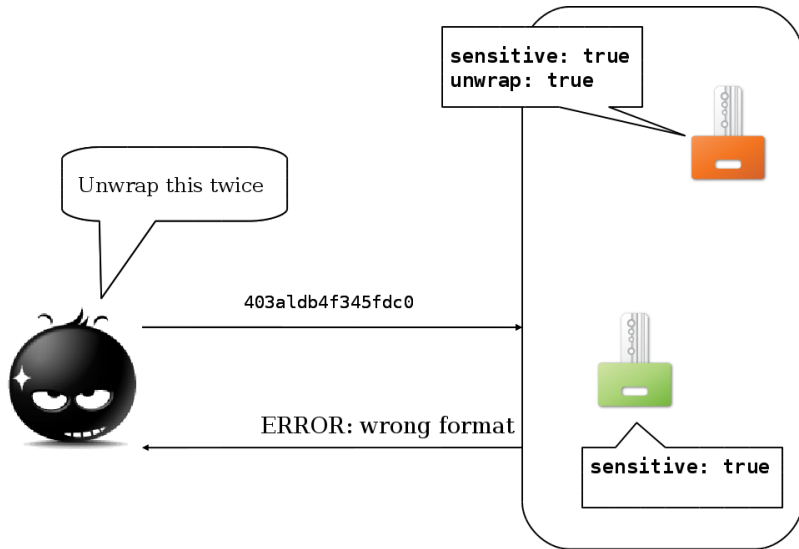 sensitive: true
unwrap: true
Unwrap this twice
403a1db4f345fdc0
ERROR: wrong format
sensitive: true